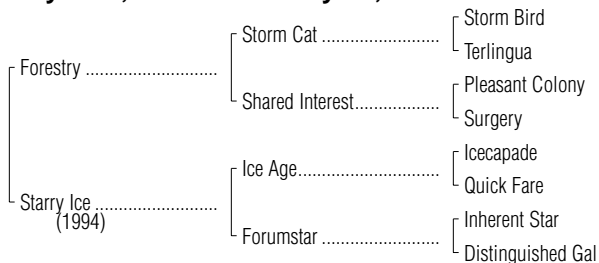 Storm Bird
Storm Cat ........................
Terlingua
Forestry ...........................
Pleasant Colony
Shared Interest.................
Surgery
Icecapade
Ice Age.............................
Quick Fare
Starry Ice .........................
(1994)
Inherent Star
Forumstar ........................
Distinguished Gal